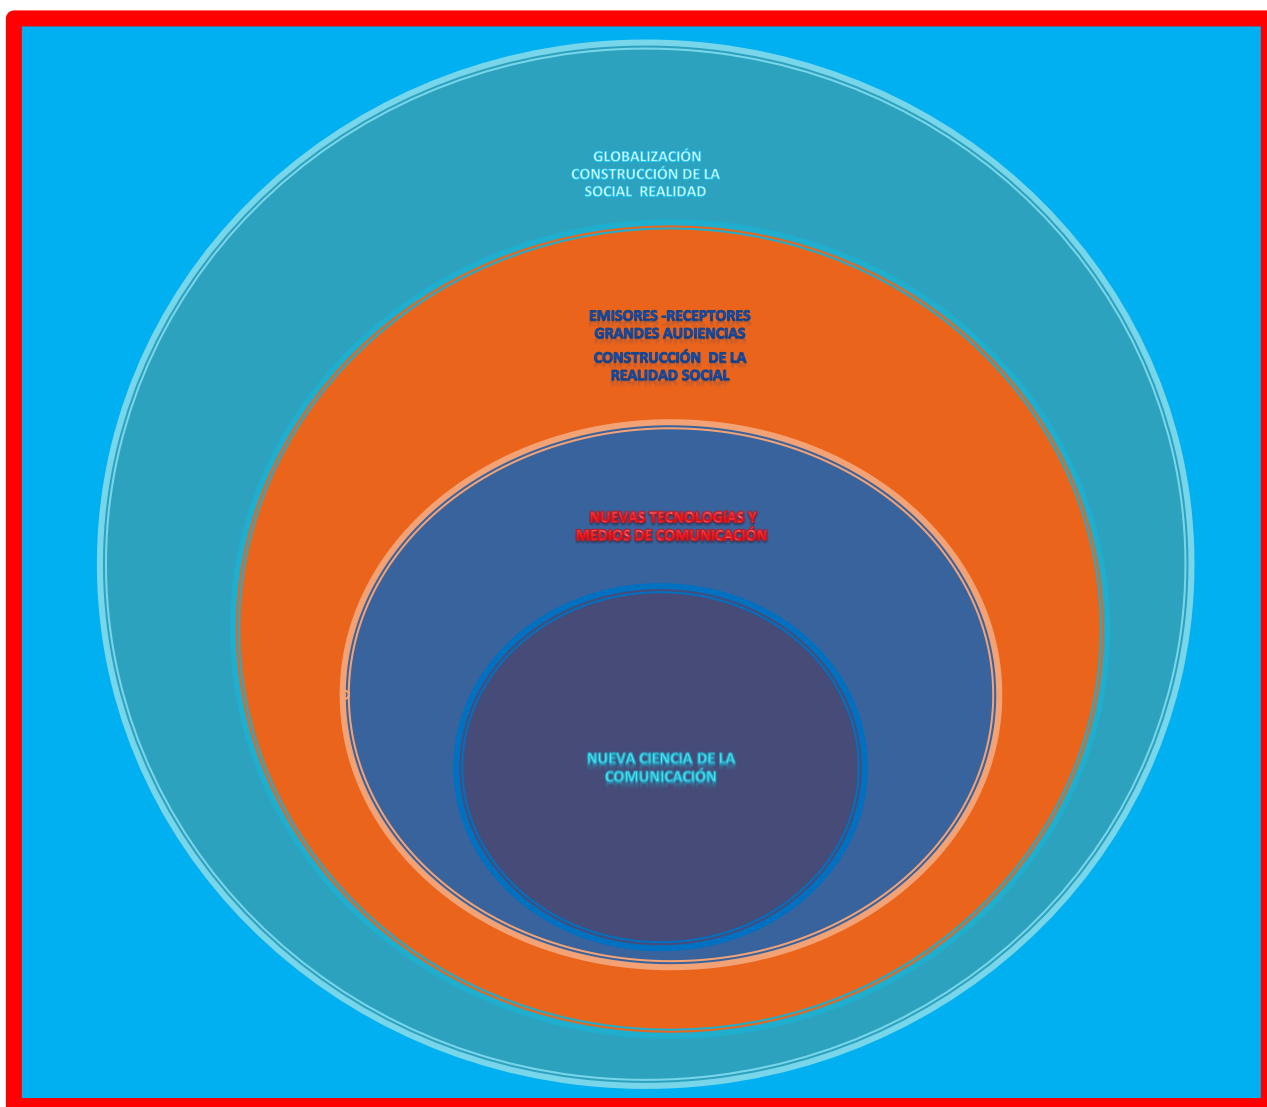 GLOBALIZACIÓN
CONSTRUCCIÓN DE LA
SOCIAL REALIDAD
EMISORES -RECEPTORES
GRANDES AUDIENCIAS
CONSTRUCCIÓN DE LA
REALIDAD SOCIAL
NUEVAS TECNOLOGÍAS Y
MEDIOS DE COMUNICACIÓN
NUEVA CIENCIA DE LA
COMUNICACIÓN